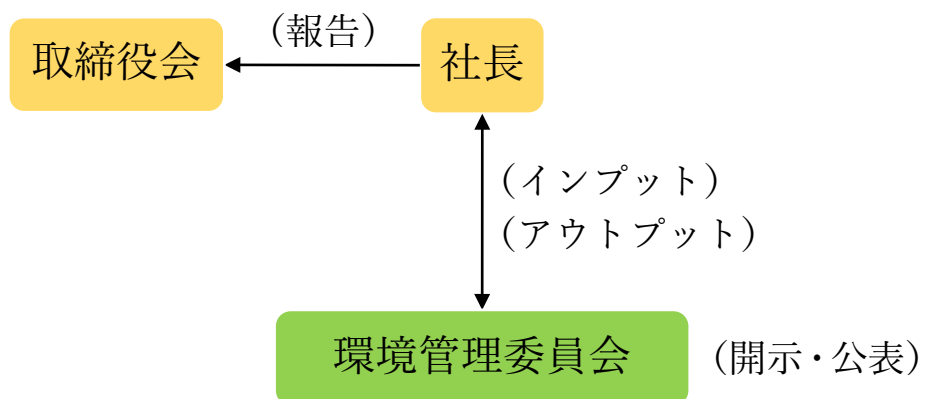 (報告)
取締役会
社長
(インプット)
(アウトプット)
環境管理委員会
(開示・公表)